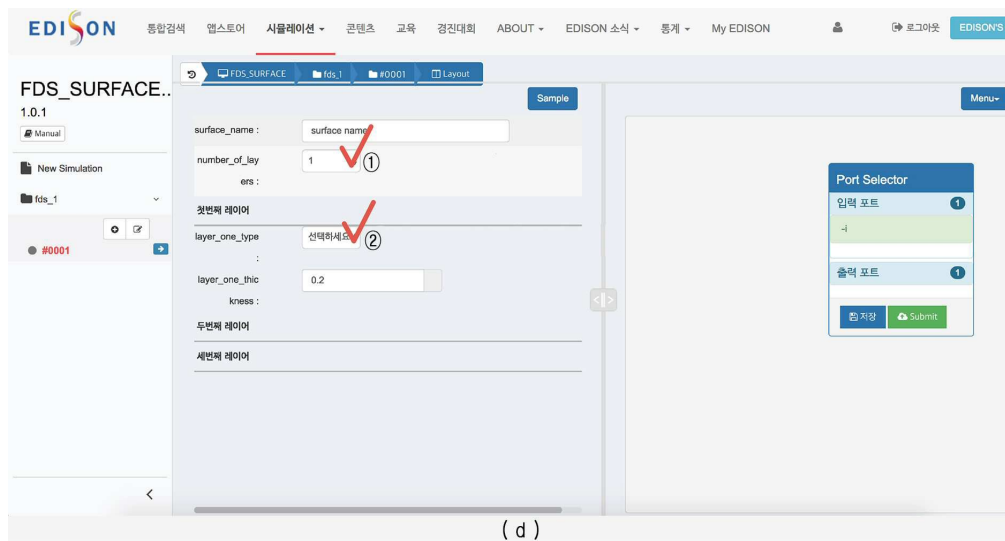 EDISON 통합검색 앱스토어 시뮬레이션 콘텐츠 교육 경진대회 ABOUT EDISON 소식 통계 My EDISON 로그아웃 EDISON'S
FDS_SURFACE..
1.0.1
Manual
New Simulation
fds_1
#0001
FDS_SURFACE fds_1 #0001 Layout
Sample
surface_name : surface name
number_of_lay
ers :
1 ①
첫번째 레이어
layer_one_type
:
선택하세요 ②
layer_one_thic
kness :
0.2
두번째 레이어
세번째 레이어
Menu
Port Selector
입력 포트 1
-i
출력 포트 1
저장 Submit
( d )